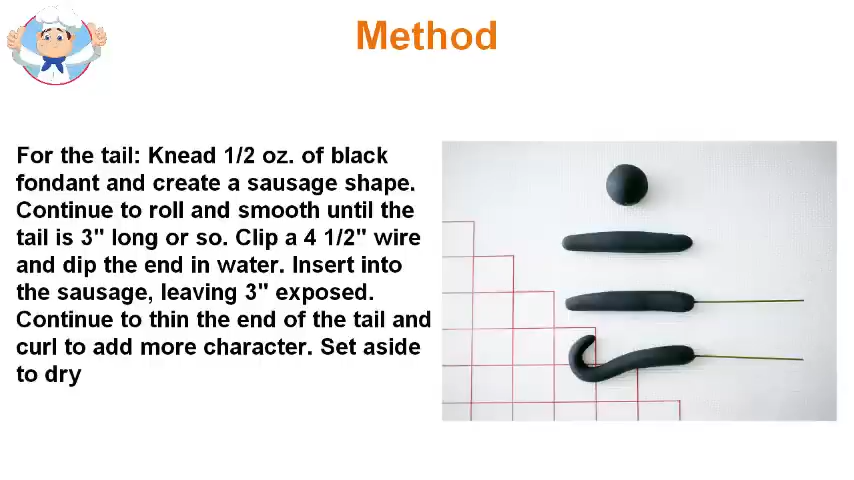 Method
For the tail: Knead 1/2 oz. of black
fondant and create a sausage shape.
Continue to roll and smooth until the
tail is 3" long or so. Clip a 4 1/2" wire
and dip the end in water. Insert into
the sausage, leaving 3" exposed.
Continue to thin the end of the tail and
curl to add more character. Set aside
to dry